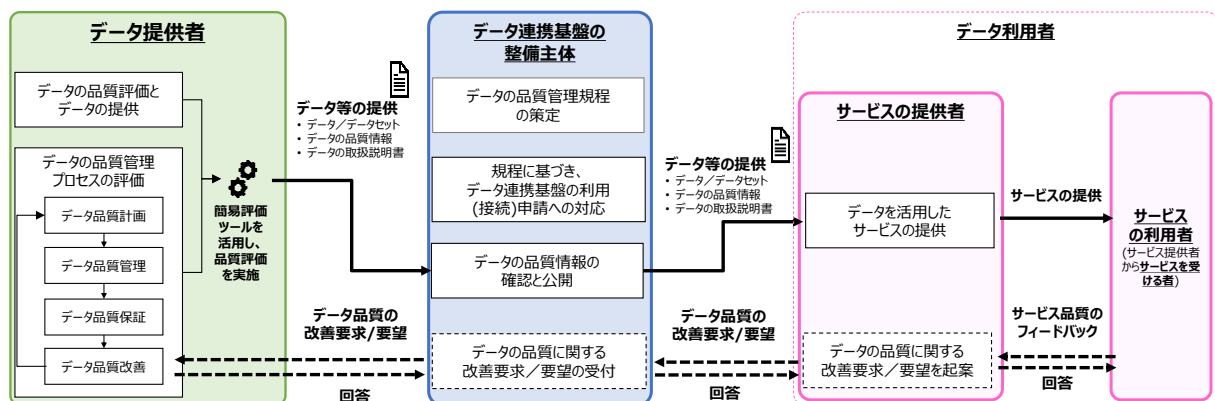 データ提供者
データの品質評価と
データの提供
データの品質管理
プロセスの評価
データ品質計画
データ品質管理
データ品質保証
データ品質改善
簡易評価
ツールを
活用し、
品質評価
を実施
データ等の提供
• データ／データセット
• データの品質情報
• データの取扱説明書
データ品質の
改善要求/要望
回答
データ連携基盤の
整備主体
データの品質管理規程
の策定
規程に基づき、
データ連携基盤の利用
(接続)申請への対応
データの品質情報の
確認と公開
データの品質に関する
改善要求／要望の受付
データ等の提供
• データ／データセット
• データの品質情報
• データの取扱説明書
データ品質の
改善要求/要望
回答
データ利用者
サービスの提供者
データを活用した
サービスの提供
データの品質に関する
改善要求／要望を起案
サービスの提供
サービス品質の
フィードバック
回答
サービス
の利用者
(サービス提供者
からサービスを受
ける者)